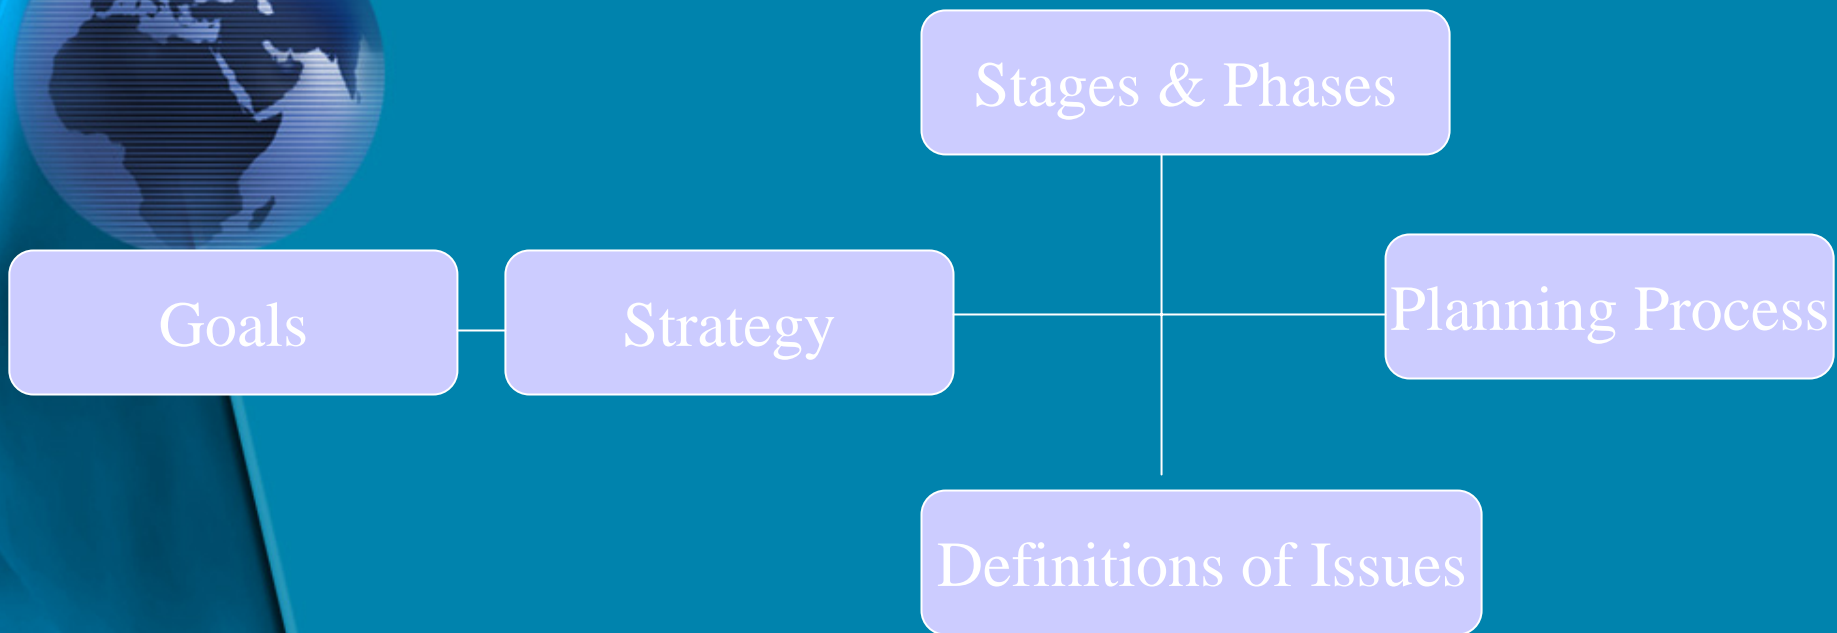 Stages & Phases
Goals
Strategy
Planning Process
Definitions of Issues